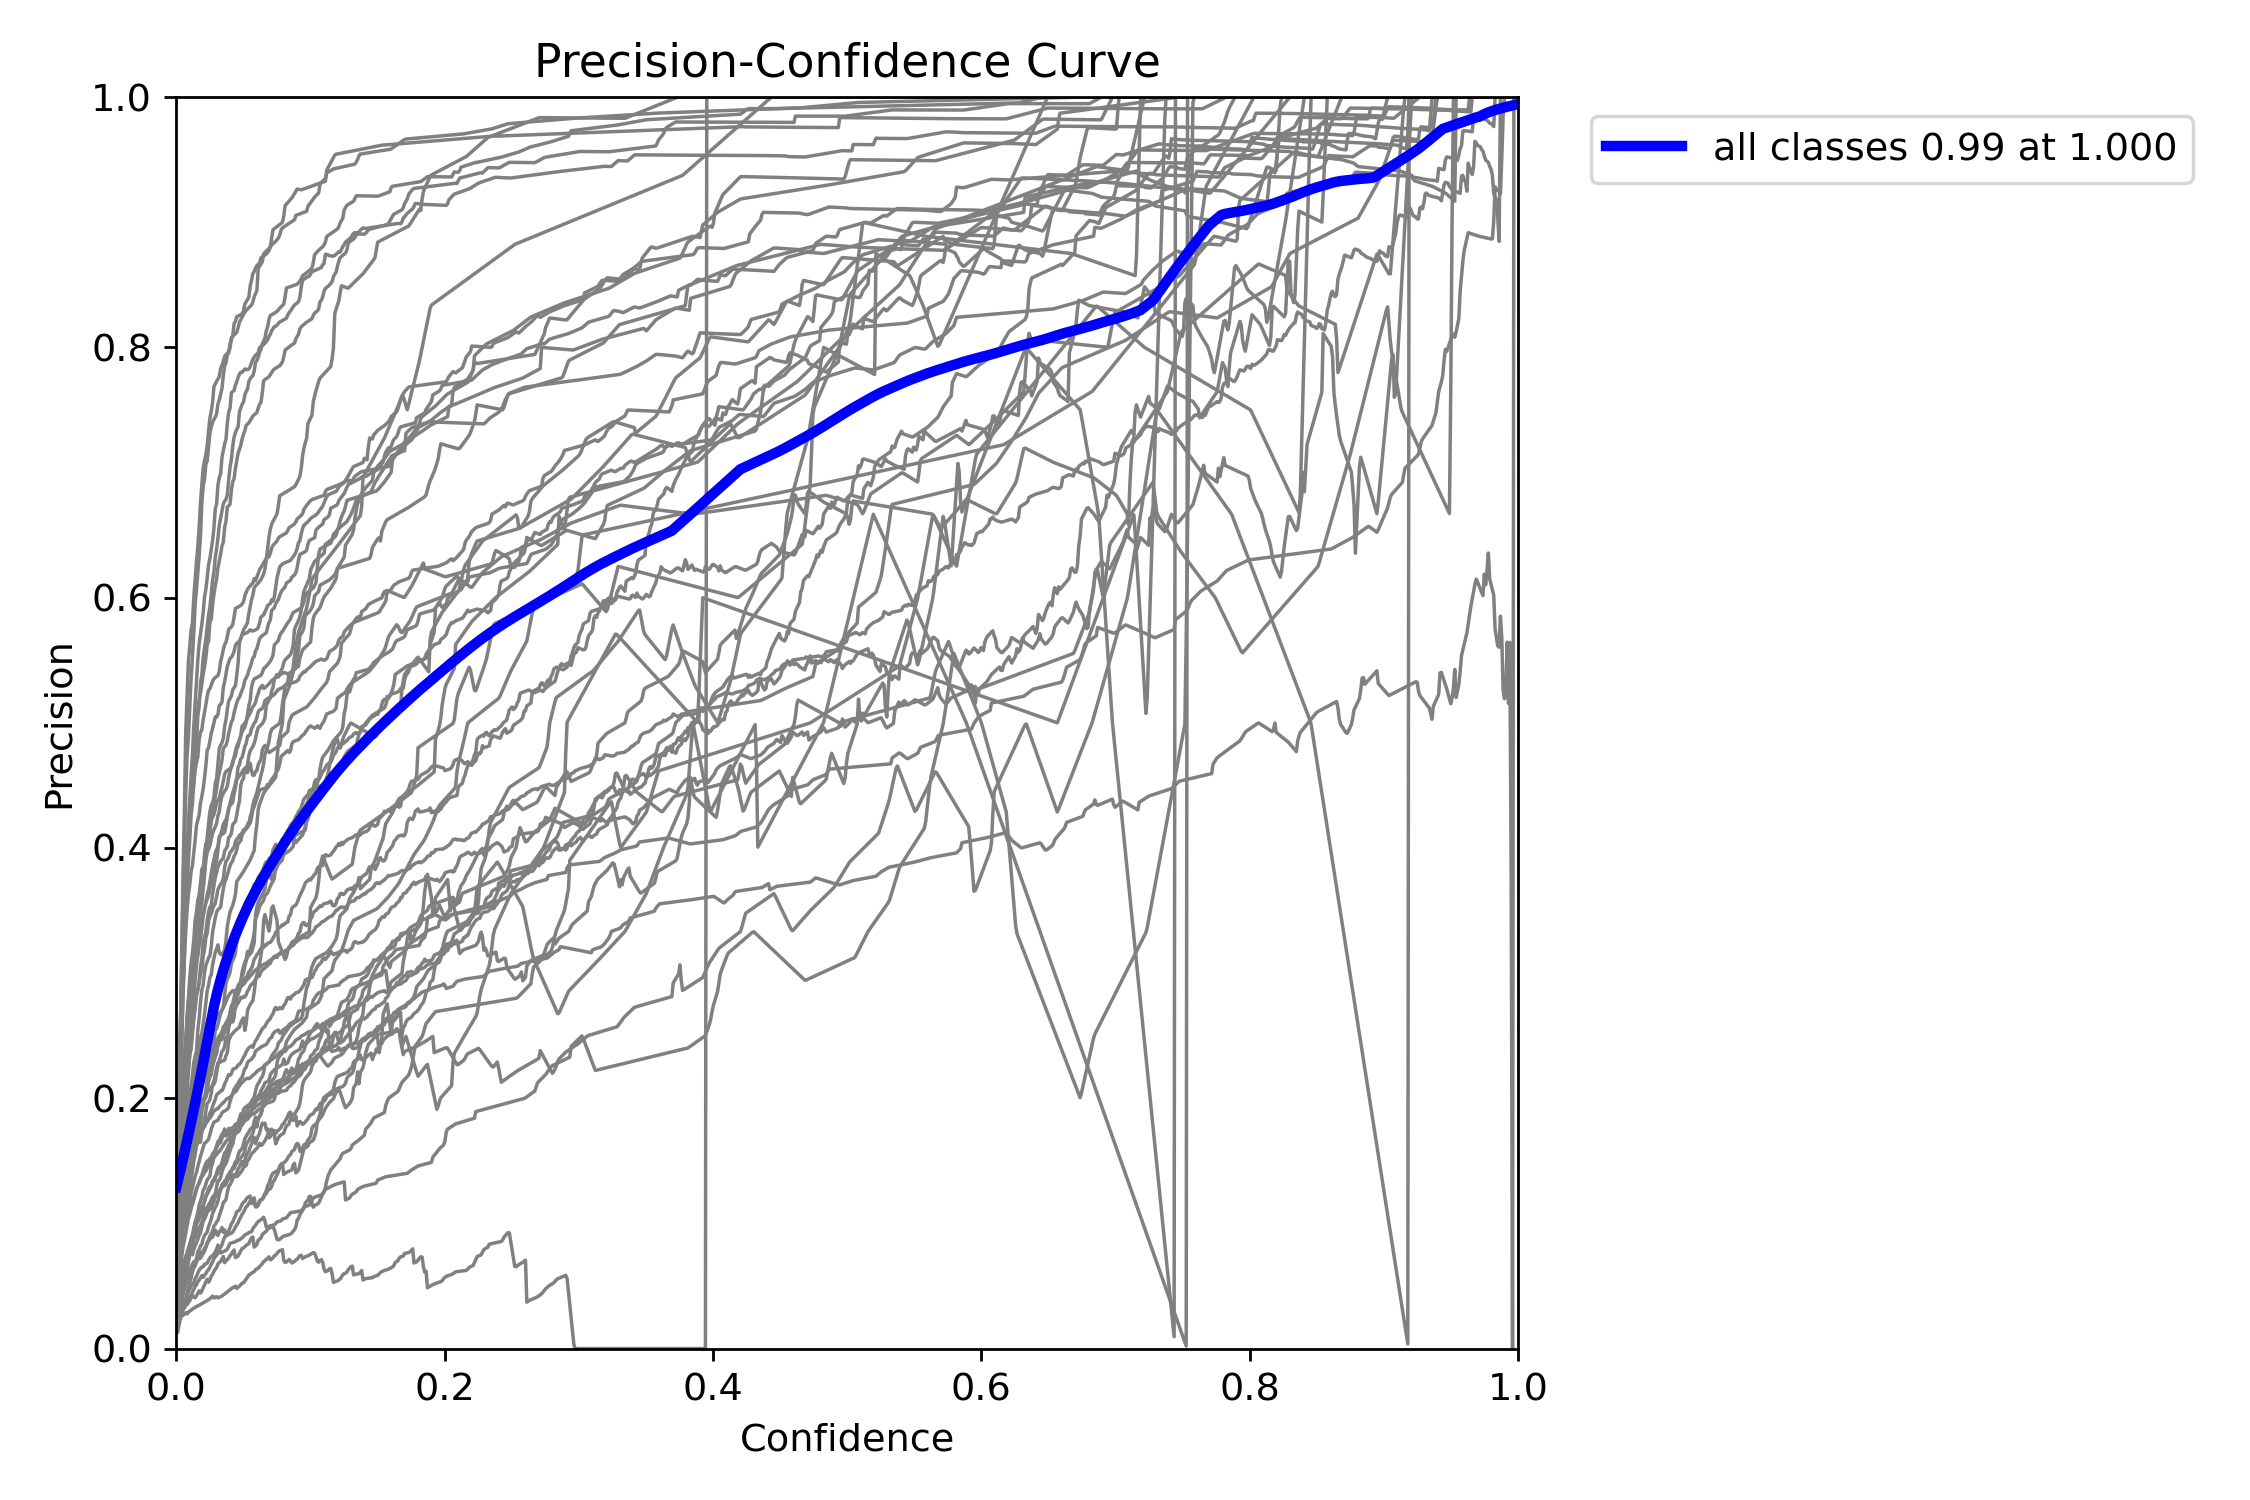 Precision-Confidence Curve
all classes 0.99 at 1.000
Precision
1.0
0.8
0.6
0.4
0.2
0.0
0.0 0.2 0.4 0.6 0.8 1.0
Confidence